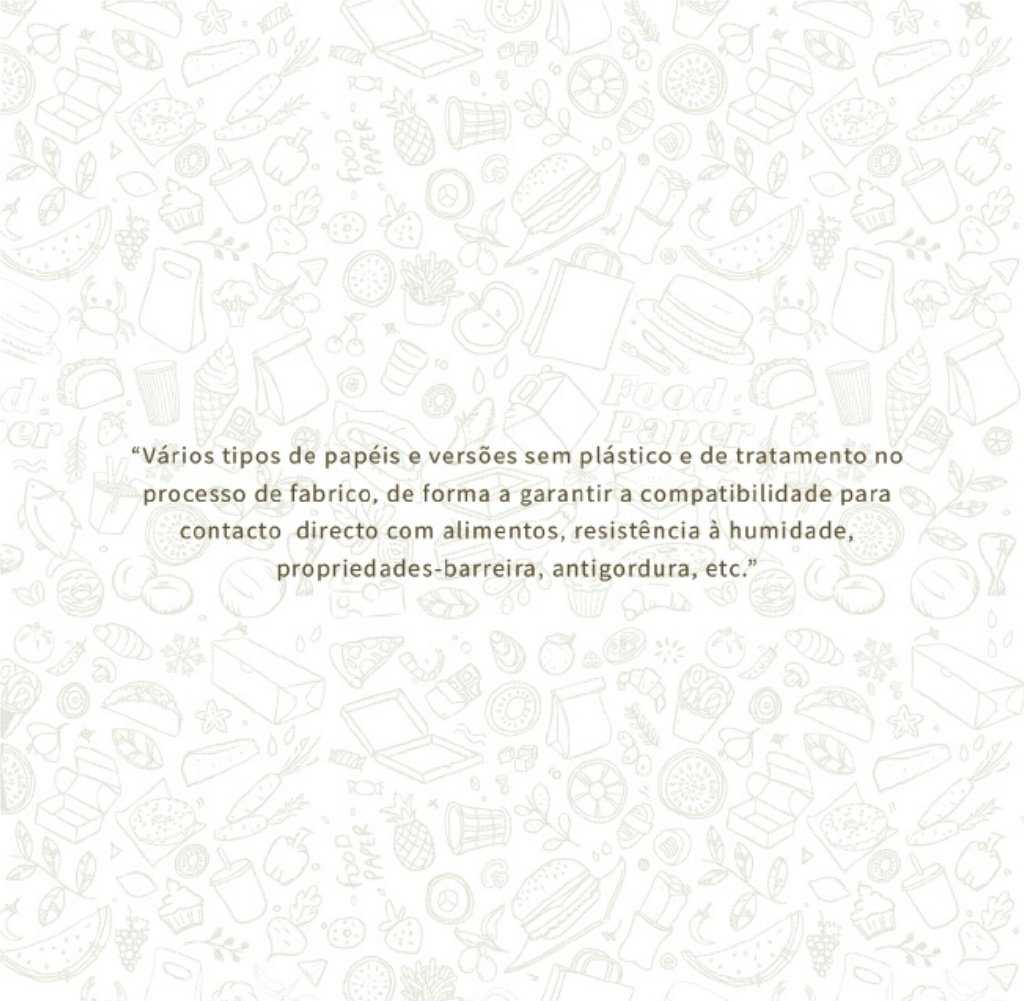 FOOD
PAPER
Food
Paper
“Vários tipos de papéis e versões sem plástico e de tratamento no
processo de fabrico, de forma a garantir a compatibilidade para
contacto  directo com alimentos, resistência à humidade,
propriedades-barreira, antigordura, etc.”
FOOD
PAPER